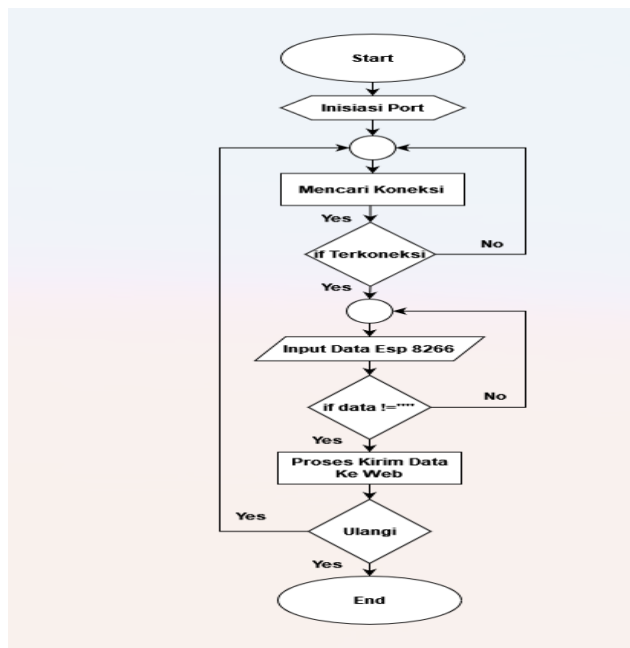 Start
Inisiasi Port
Mencari Koneksi
Yes
if Terkoneksi
No
Yes
Input Data Esp 8266
if data !=""
No
Yes
Proses Kirim Data
Ke Web
Yes
Ulangi
Yes
End